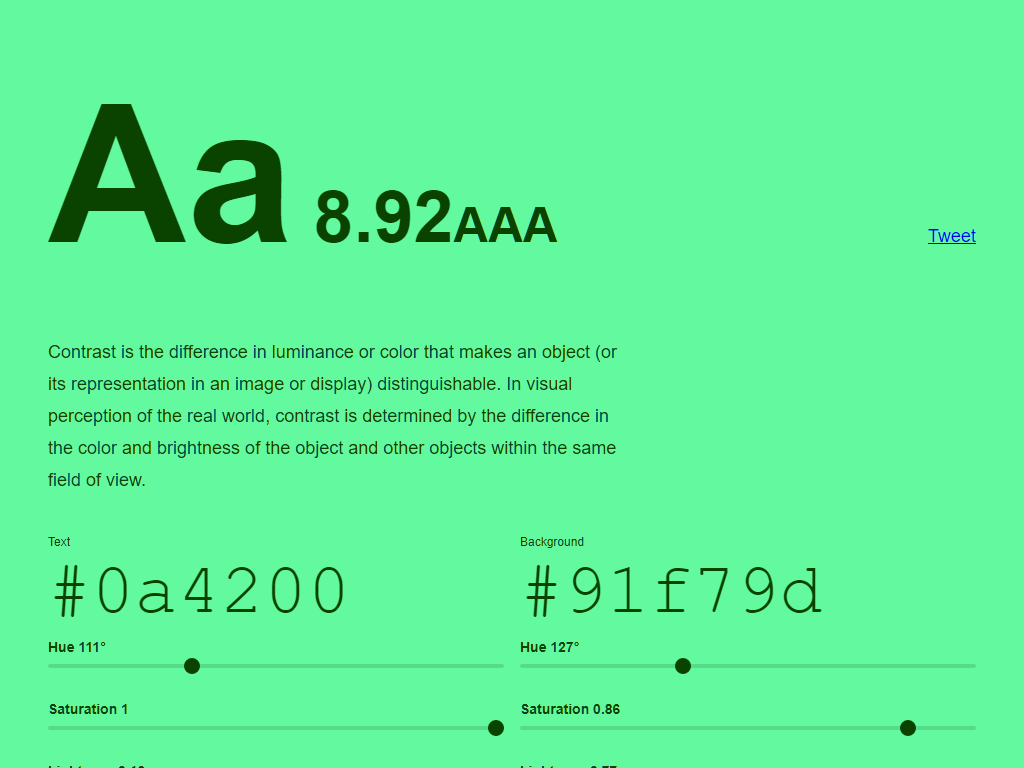 Aa 8.92AAA
Tweet
Contrast is the difference in luminance or color that makes an object (or
its representation in an image or display) distinguishable. In visual
perception of the real world, contrast is determined by the difference in
the color and brightness of the object and other objects within the same
field of view.
Text
#0a4200
Hue 111°
Saturation 1
Background
#91f79d
Hue 127°
Saturation 0.86